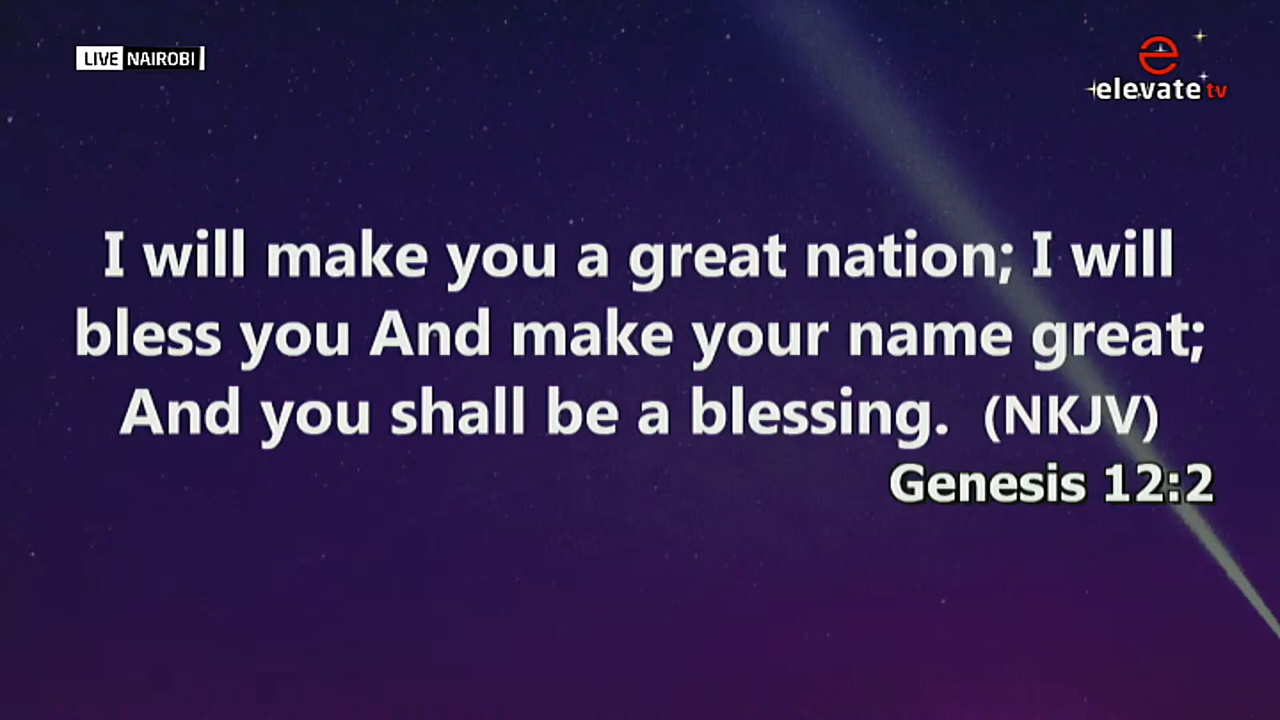 LIVE NAIROBI
e
elevate tv
I will make you a great nation; I will
bless you And make your name great;
And you shall be a blessing. (NKJV)
Genesis 12:2